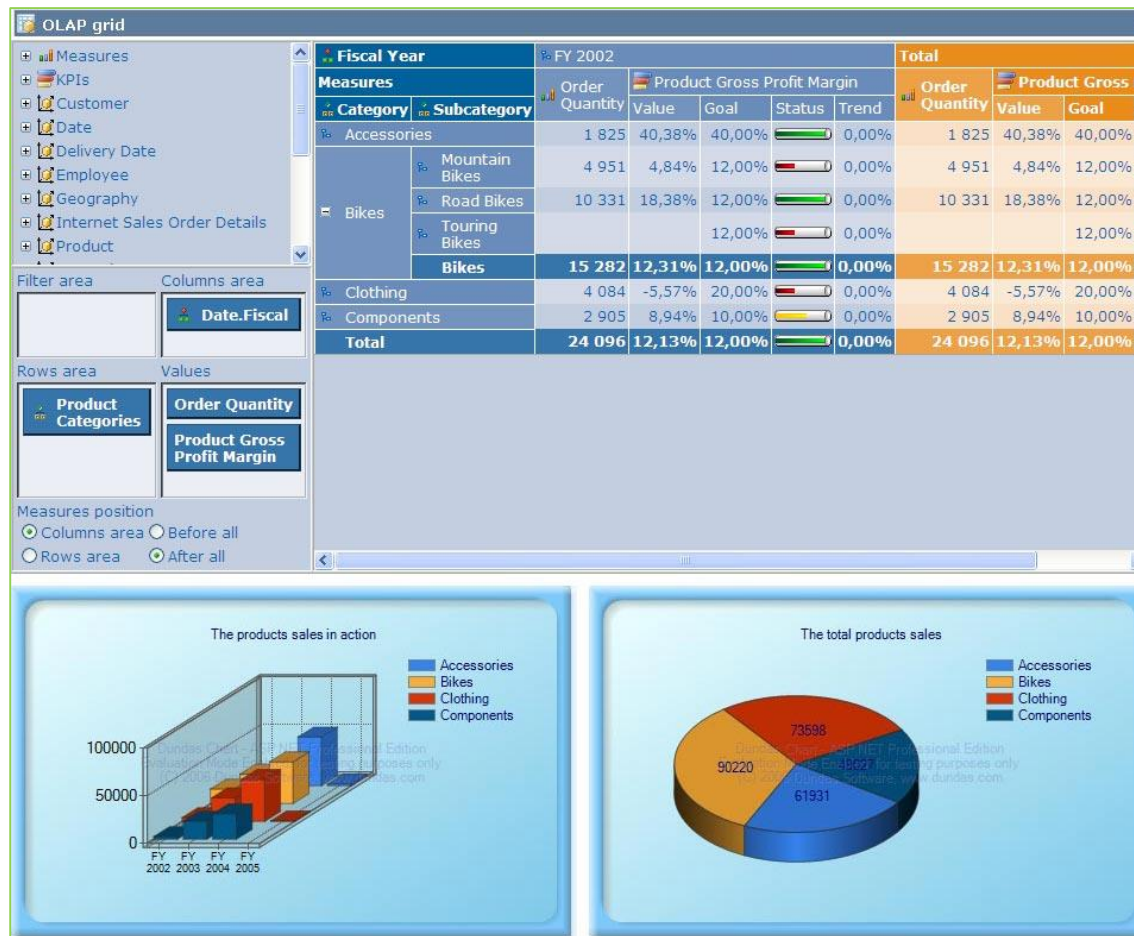 OLAP grid
Measures
KPIs
Customer
Date
Delivery Date
Employee
Geography
Internet Sales Order Details
Product
Filter area Columns area
Date.Fiscal
Rows area Values
Product Categories
Order Quantity
Product Gross Profit Margin
Measures position
Columns area Before all
Rows area After all
Fiscal Year FY 2002 Total
Measures Order Quantity Product Gross Profit Margin Order Quantity Product Gross
Category Subcategory Value Goal Status Trend Value Goal
Accessories 1 825 40,38% 40,00% 0,00% 1 825 40,38% 40,00%
Bikes
Mountain Bikes 4 951 4,84% 12,00% 0,00% 4 951 4,84% 12,00%
Road Bikes 10 331 18,38% 12,00% 0,00% 10 331 18,38% 12,00%
Touring Bikes 12,00% 0,00% 12,00%
Bikes 15 282 12,31% 12,00% 0,00% 15 282 12,31% 12,00%
Clothing 4 084 -5,57% 20,00% 0,00% 4 084 -5,57% 20,00%
Components 2 905 8,94% 10,00% 0,00% 2 905 8,94% 10,00%
Total 24 096 12,13% 12,00% 0,00% 24 096 12,13% 12,00%
The products sales in action
Accessories
Bikes
Clothing
Components
100000
50000
0
FY 2002 FY 2003 FY 2004 FY 2005
The total products sales
Accessories
Bikes
Clothing
Components
73598
90220
61931
Dundas Chart - ASP.NET Professional Edition